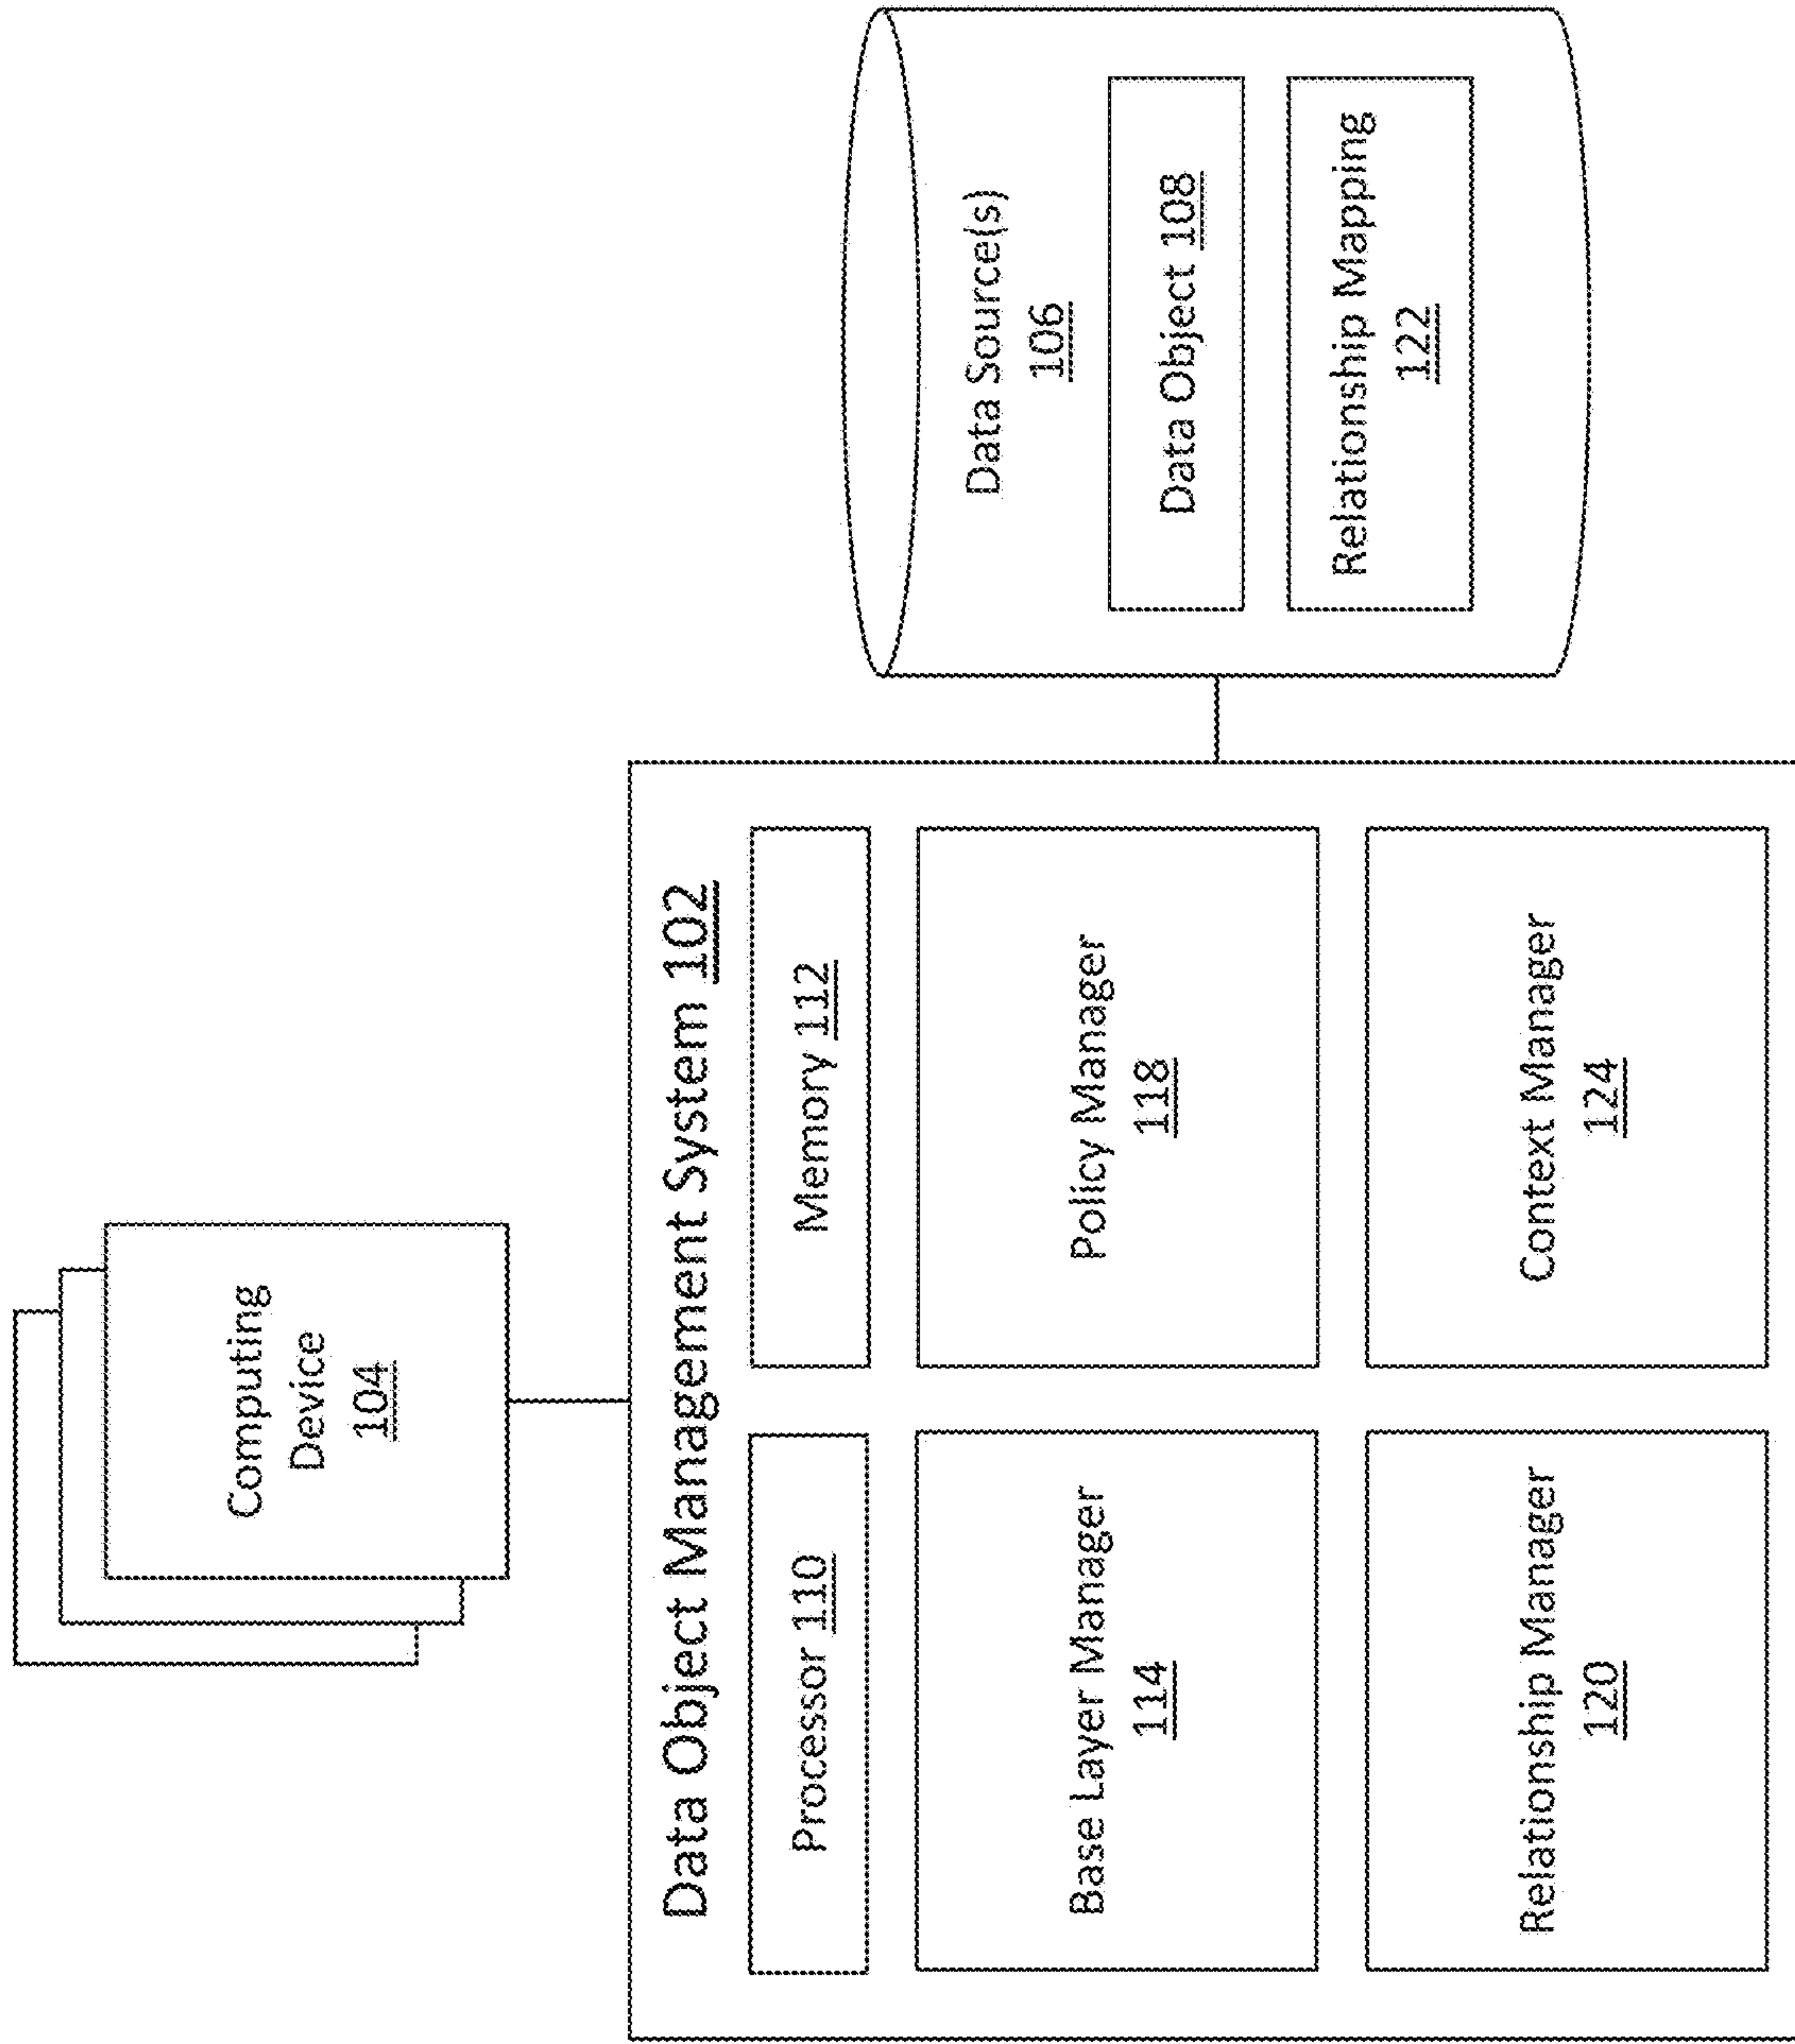 Computing
Device
104
Data Object Management System 102
Processor 110
Memory 112
Base Layer Manager
114
Policy Manager
118
Relationship Manager
120
Context Manager
124
Data Source(s)
106
Data Object 108
Relationship Mapping
122